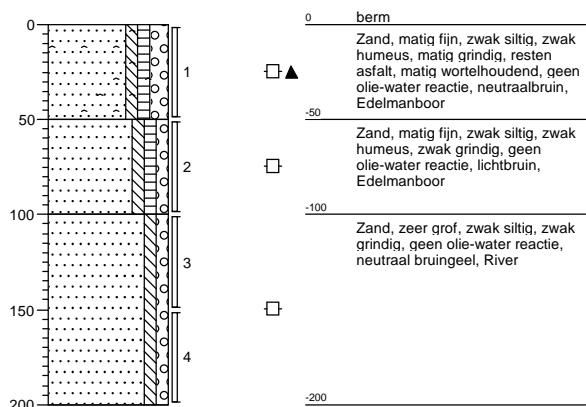 0
0
berm
Zand, matig fijn, zwak siltig, zwak
humeus, matig grindig, resten
asfalt, matig wortelhoudend, geen
olie-water reactie, neutraalbruin,
Edelmanboor
1
50
-50
Zand, matig fijn, zwak siltig, zwak
humeus, zwak grindig, geen
olie-water reactie, lichtbruin,
Edelmanboor
2
100
-100
Zand, zeer grof, zwak siltig, zwak
grindig, geen olie-water reactie,
neutraal bruingeel, River
3
150
4
200
-200